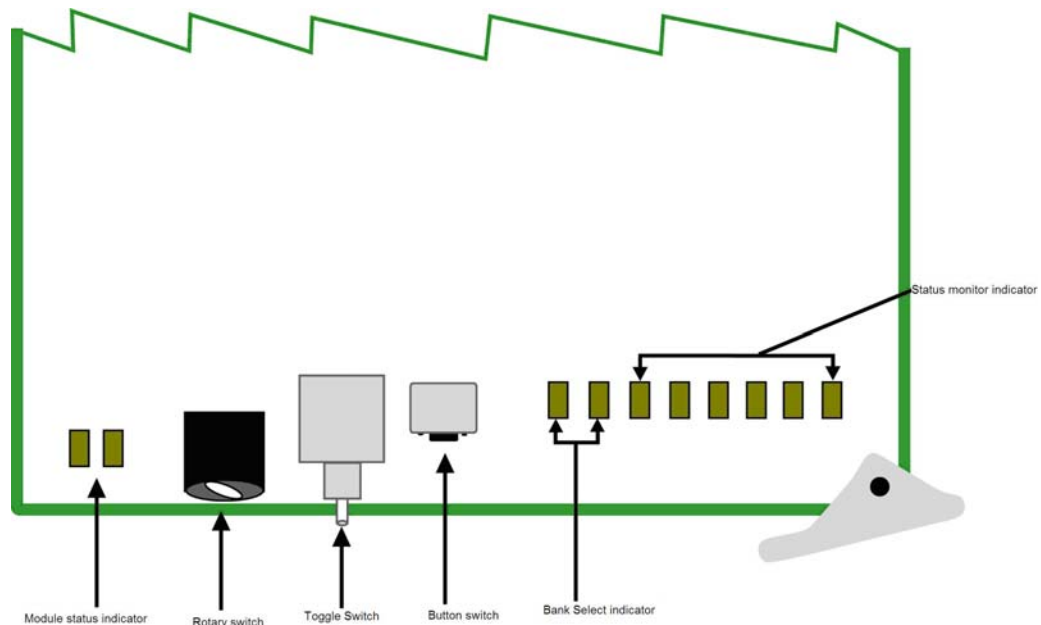 Status monitor indicator
Module status indicator
Rotary switch
Toggle Switch
Button switch
Bank Select indicator